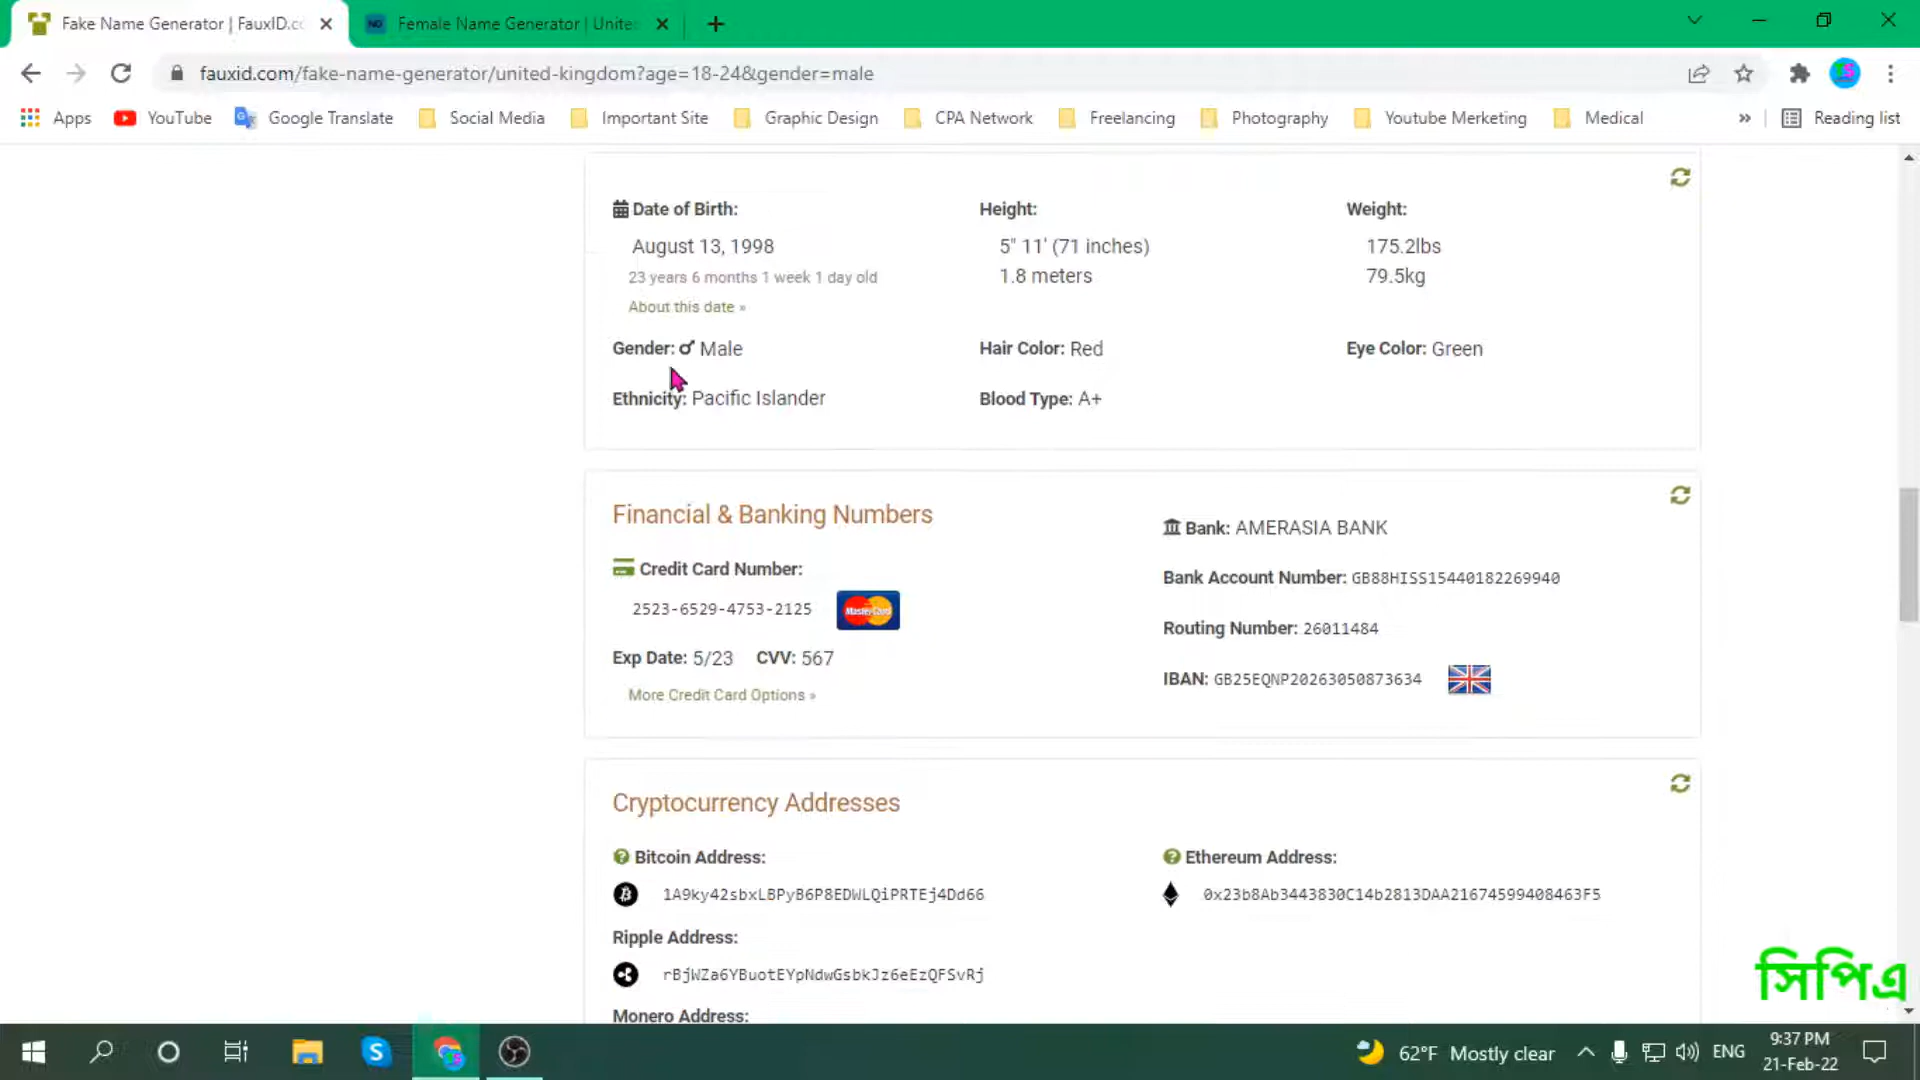 Fake Name Generator | FauxID.co
Female Name Generator | Unite
fauxid.com/fake-name-generator/united-kingdom?age=18-24&gender=male
Apps YouTube Google Translate Social Media Important Site Graphic Design CPA Network Freelancing Photography Youtube Merketing Medical » Reading list
Date of Birth: Height: Weight:
August 13, 1998 5" 11' (71 inches) 175.2lbs
23 years 6 months 1 week 1 day old 1.8 meters 79.5kg
About this date »
Gender: Male Hair Color: Red Eye Color: Green
Ethnicity: Pacific Islander Blood Type: A+
Financial & Banking Numbers
Bank: AMERASIA BANK
Credit Card Number:
Bank Account Number: GB88HISS15440182269940
2523-6529-4753-2125 MasterCard
Routing Number: 26011484
Exp Date: 5/23 CVV: 567
IBAN: GB25EQNP20263050873634
More Credit Card Options »
Cryptocurrency Addresses
Bitcoin Address: Ethereum Address:
1A9ky42sbxLBPyB6P8EDWLQiPRTEj4Dd66 0x23b8Ab3443830C14b2813DAA21674599408463F5
Ripple Address:
rBjWZa6YBuotEYpNdwGsbkJz6eEzQFSvRj
সিপিএ
Monero Address:
62°F Mostly clear ENG 9:37 PM
21-Feb-22